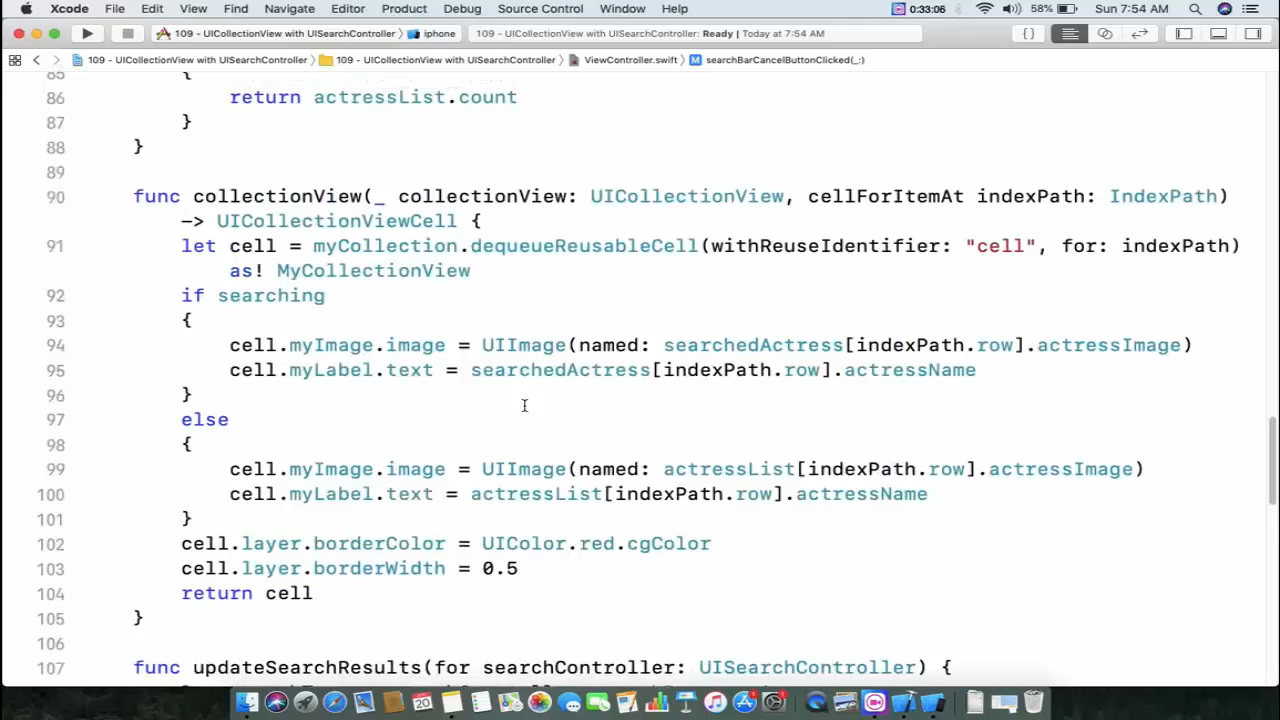 Xcode File Edit View Find Navigate Editor Product Debug Source Control Window Help 0:33:06 58% Sun 7:54 AM
109 - UICollectionView with UISearchController iphone 109 - UICollectionView with UISearchController: Ready | Today at 7:54 AM
109 - UICollectionView with UISearchController 109 - UICollectionView with UISearchController ViewController.swift M searchBarCancelButtonClicked(_:)
85 {
86 return actressList.count
87 }
88 }
89
90 func collectionView(_ collectionView: UICollectionView, cellForItemAt indexPath: IndexPath)
-> UICollectionViewCell {
91 let cell = myCollection.dequeueReusableCell(withReuseIdentifier: "cell", for: indexPath)
as! MyCollectionView
92 if searching
93 {
94 cell.myImage.image = UIImage(named: searchedActress[indexPath.row].actressImage)
95 cell.myLabel.text = searchedActress[indexPath.row].actressName
96 }
97 else
98 {
99 cell.myImage.image = UIImage(named: actressList[indexPath.row].actressImage)
100 cell.myLabel.text = actressList[indexPath.row].actressName
101 }
102 cell.layer.borderColor = UIColor.red.cgColor
103 cell.layer.borderWidth = 0.5
104 return cell
105 }
106
107 func updateSearchResults(for searchController: UISearchController) {
20